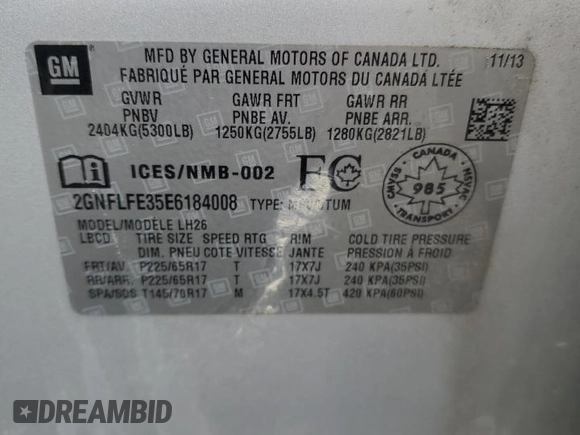 GM
MFD BY GENERAL MOTORS OF CANADA LTD. 11/13
FABRIQUÉ PAR GENERAL MOTORS DU CANADA LTÉE
GVWR GAWR FRT GAWR RR
PNBV PNBE AV. PNBE ARR.
2404KG(5300LB) 1250KG(2755LB) 1280KG(2821LB)
ICES/NMB-002
CANADA
CMVSS NSVAC
985
TRANSPORT
2GNFLFE35E6184008 TYPE: MPV/VTUM
MODEL/MODÈLE LH26
LBCD TIRE SIZE SPEED RTG RIM COLD TIRE PRESSURE
DIM. PNEU COTE VITESSE JANTE PRESSION À FROID
FRT/AV. P225/65R17 T 17X7J 240 KPA(35PSI)
RR/ARR. P225/65R17 T 17X7J 240 KPA(35PSI)
SPA/SOS T145/70R17 M 17X4.5T 420 KPA(60PSI)
DREAMBID